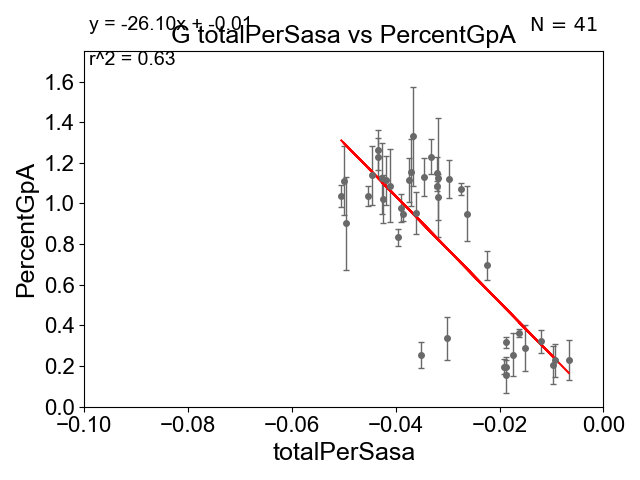 y = -26.10x + -0.01
N = 41
G totalPerSasa vs PercentGpA
r^2 = 0.63
PercentGpA
1.6
1.4
1.2
1.0
0.8
0.6
0.4
0.2
0.0
−0.10 −0.08 −0.06 −0.04 −0.02 0.00
totalPerSasa